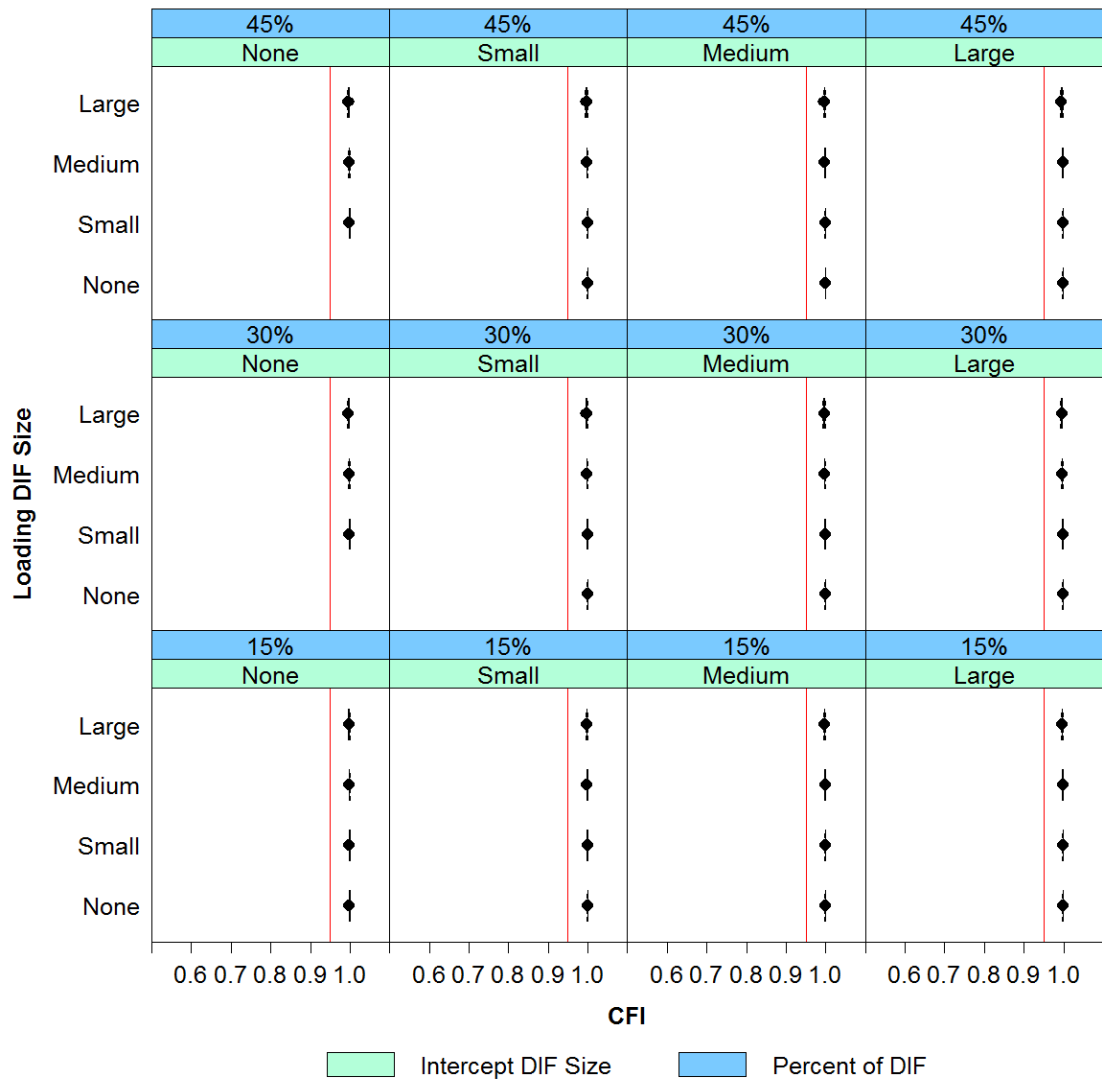 45% 45% 45% 45%
None Small Medium Large
Large
Medium
Small
None
30% 30% 30% 30%
None Small Medium Large
Large
Medium
Small
None
15% 15% 15% 15%
None Small Medium Large
Large
Medium
Small
None
Loading DIF Size
0.6 0.7 0.8 0.9 1.0 0.6 0.7 0.8 0.9 1.0 0.6 0.7 0.8 0.9 1.0 0.6 0.7 0.8 0.9 1.0
CFI
Intercept DIF Size Percent of DIF